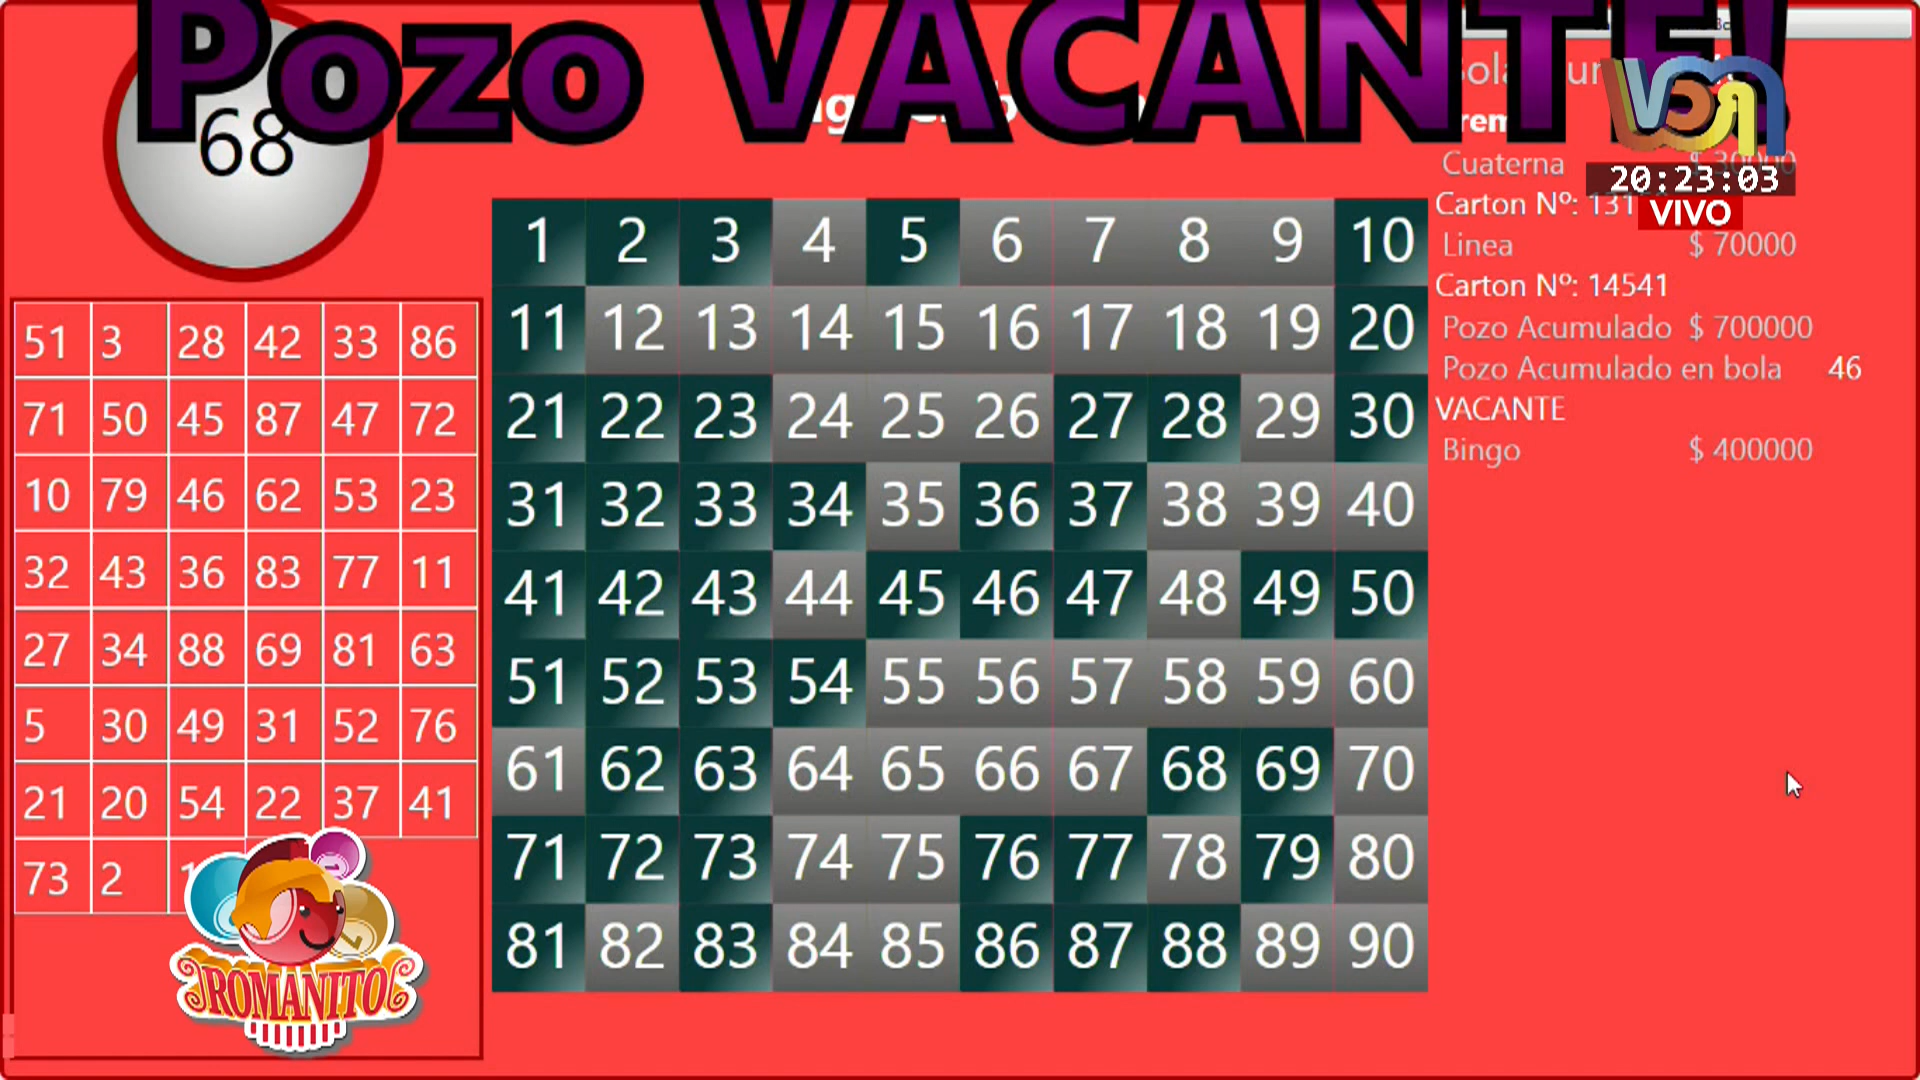 Pozo VACANTE!
68
20:23:03
VIVO
Cuaterna $ 30000
Carton Nº: 131
Linea $ 70000
Carton Nº: 14541
Pozo Acumulado $ 700000
Pozo Acumulado en bola 46
VACANTE
Bingo $ 400000
51 3 28 42 33 86
71 50 45 87 47 72
10 79 46 62 53 23
32 43 36 83 77 11
27 34 88 69 81 63
5 30 49 31 52 76
21 20 54 22 37 41
73 2
ROMANITO
1 2 3 4 5 6 7 8 9 10
11 12 13 14 15 16 17 18 19 20
21 22 23 24 25 26 27 28 29 30
31 32 33 34 35 36 37 38 39 40
41 42 43 44 45 46 47 48 49 50
51 52 53 54 55 56 57 58 59 60
61 62 63 64 65 66 67 68 69 70
71 72 73 74 75 76 77 78 79 80
81 82 83 84 85 86 87 88 89 90